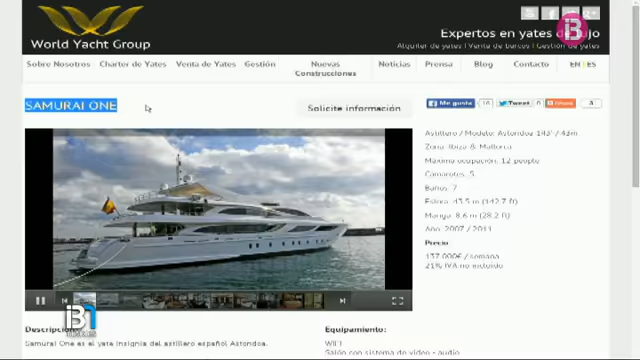 World Yacht Group
Expertos en yates de lujo
Alquiler de yates | Venta de barcos | Gestión de yates
Sobre Nosotros
Charter de Yates
Venta de Yates
Gestión
Nuevas
Construcciones
Noticias
Prensa
Blog
Contacto
EN ES
SAMURAI ONE
Solicite información
Me gusta
Tweet
Share
3
Astillero / Modelo: Astondoa 143' / 43m
Zona: Ibiza & Mallorca
Máxima ocupación: 12 people
Camarotes: 5
Baños: 7
Eslora: 43.5 m (142.7 ft)
Manga: 8.6 m (28.2 ft)
Año: 2007 / 2011
Precio:
137.000€ / semana
21% IVA no incluido
Descripción:
Samurai One es el yate insignia del astillero español Astondoa.
Equipamiento:
WIFI
Salón con sistema de video - audio